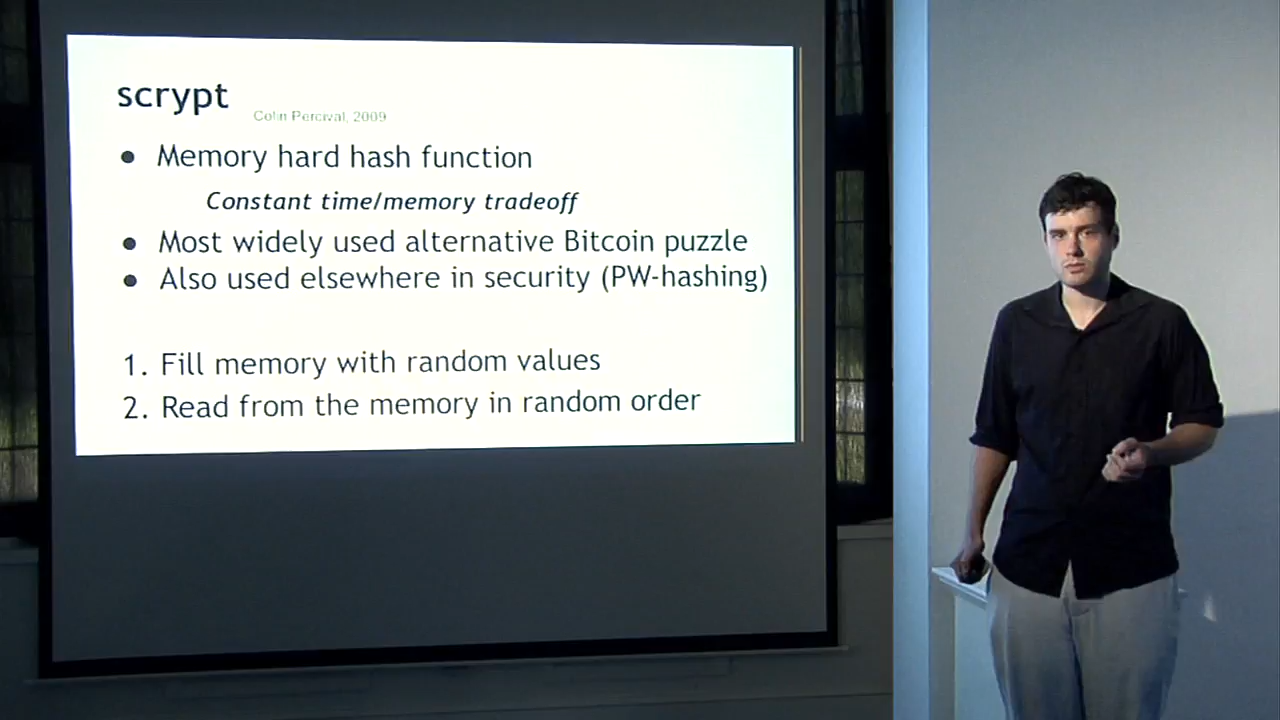 scrypt
Colin Percival, 2009
● Memory hard hash function
Constant time/memory tradeoff
● Most widely used alternative Bitcoin puzzle
● Also used elsewhere in security (PW-hashing)
1. Fill memory with random values
2. Read from the memory in random order